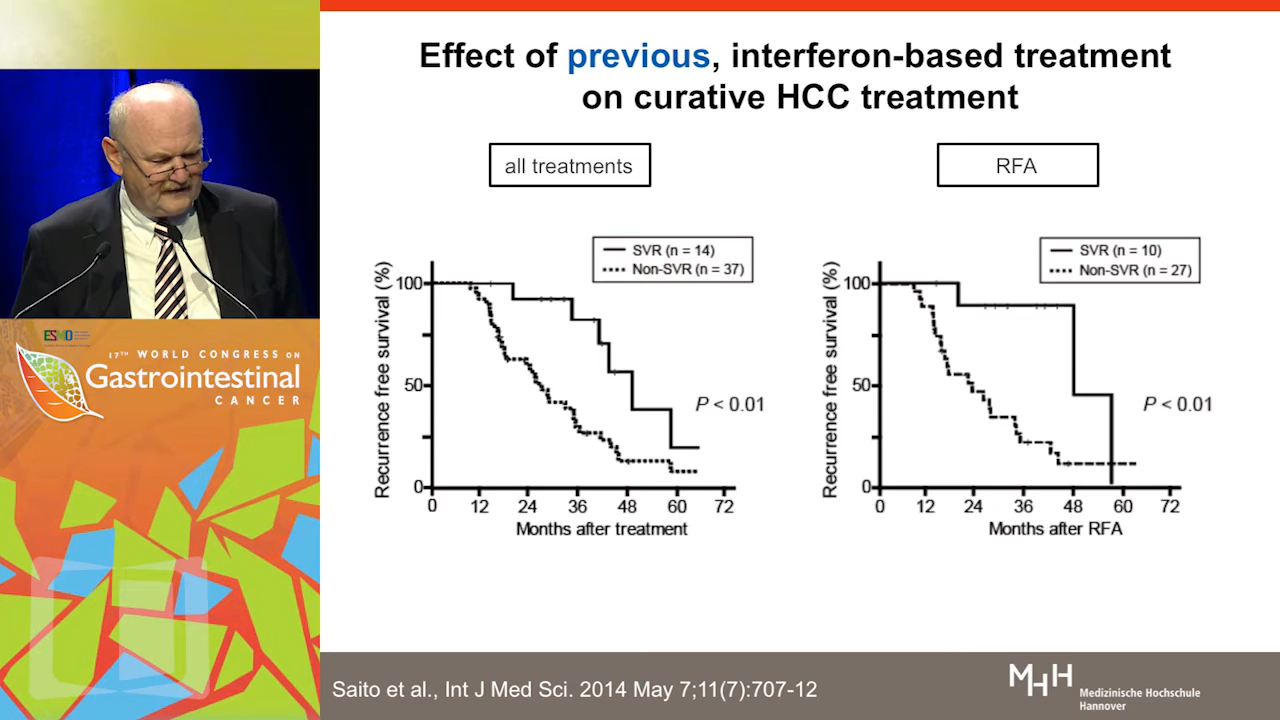 Effect of previous, interferon-based treatment
on curative HCC treatment
all treatments
RFA
SVR (n = 14)
Non-SVR (n = 37)
Recurrence free survival (%)
100
50
0
P < 0.01
0 12 24 36 48 60 72
Months after treatment
SVR (n = 10)
Non-SVR (n = 27)
Recurrence free survival (%)
100
50
0
P < 0.01
0 12 24 36 48 60 72
Months after RFA
ESMO
17TH WORLD CONGRESS ON
Gastrointestinal
CANCER
Saito et al., Int J Med Sci. 2014 May 7;11(7):707-12
MHH
Medizinische Hochschule
Hannover